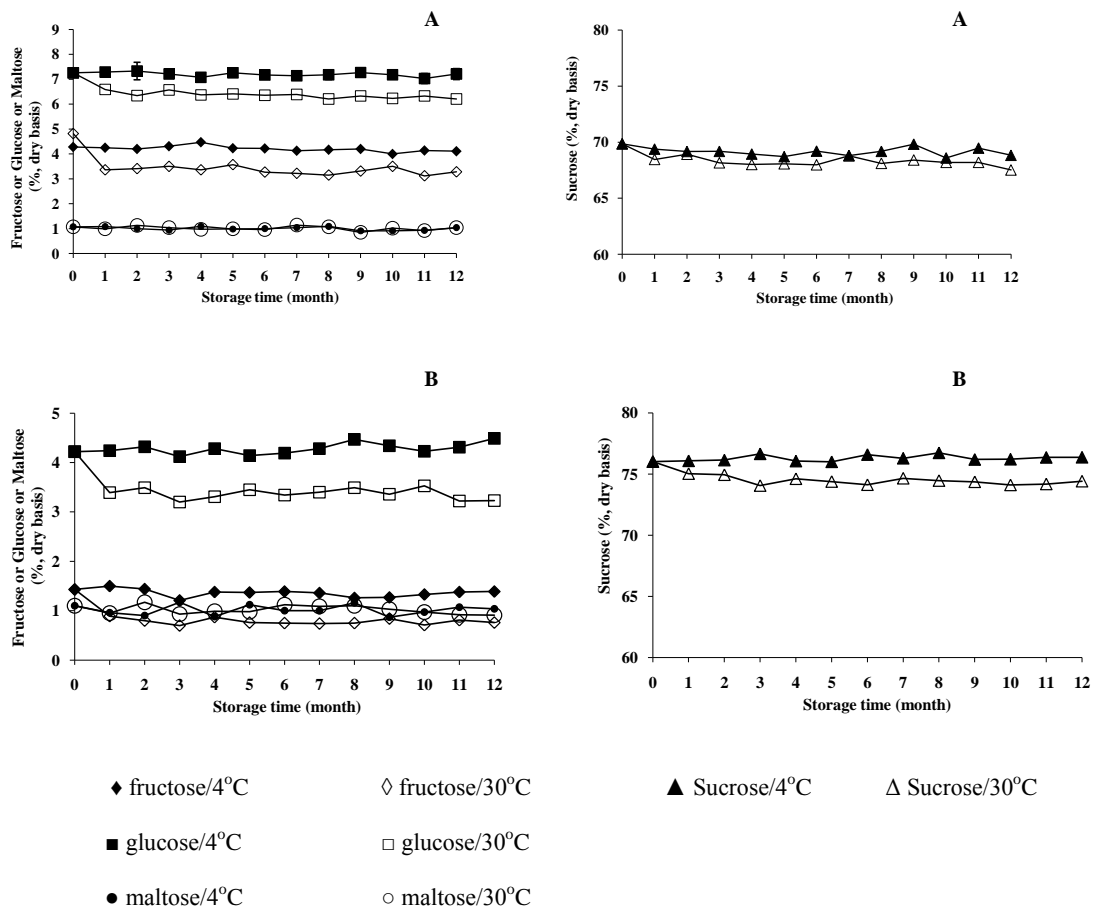 A
Fructose or Glucose or Maltose
(%, dry basis)
9
8
7
6
5
4
3
2
1
0
0 1 2 3 4 5 6 7 8 9 10 11 12
Storage time (month)
A
Sucrose (%, dry basis)
80
75
70
65
60
0 1 2 3 4 5 6 7 8 9 10 11 12
Storage time (month)
B
Fructose or Glucose or Maltose
(%, dry basis)
5
4
3
2
1
0
0 1 2 3 4 5 6 7 8 9 10 11 12
Storage time (month)
B
Sucrose (%, dry basis)
80
75
70
65
60
0 1 2 3 4 5 6 7 8 9 10 11 12
Storage time (month)
fructose/4°C
fructose/30°C
Sucrose/4°C
Sucrose/30°C
glucose/4°C
glucose/30°C
maltose/4°C
maltose/30°C